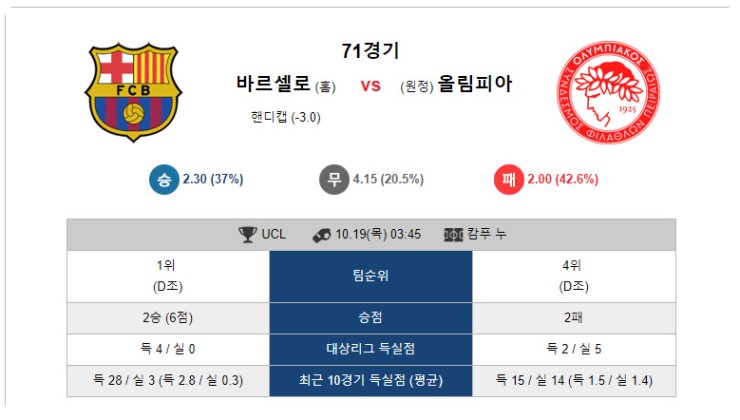 71경기
바르셀로 (홈) VS (원정) 올림피아
핸디캡 (-3.0)
FCB
ΟΛΥΜΠΙΑΚΟΣ ΣΥΝΔΕΣΜΟΣ ΦΙΛΑΘΛΩΝ ΠΕΙΡΑΙΩΣ
1925
승 2.30 (37%) 무 4.15 (20.5%) 패 2.00 (42.6%)
UCL 10.19(목) 03:45 캄푸 누
1위 팀순위 4위
(D조) (D조)
2승 (6점) 승점 2패
득 4 / 실 0 대상리그 득실점 득 2 / 실 5
득 28 / 실 3 (득 2.8 / 실 0.3) 최근 10경기 득실점 (평균) 득 15 / 실 14 (득 1.5 / 실 1.4)